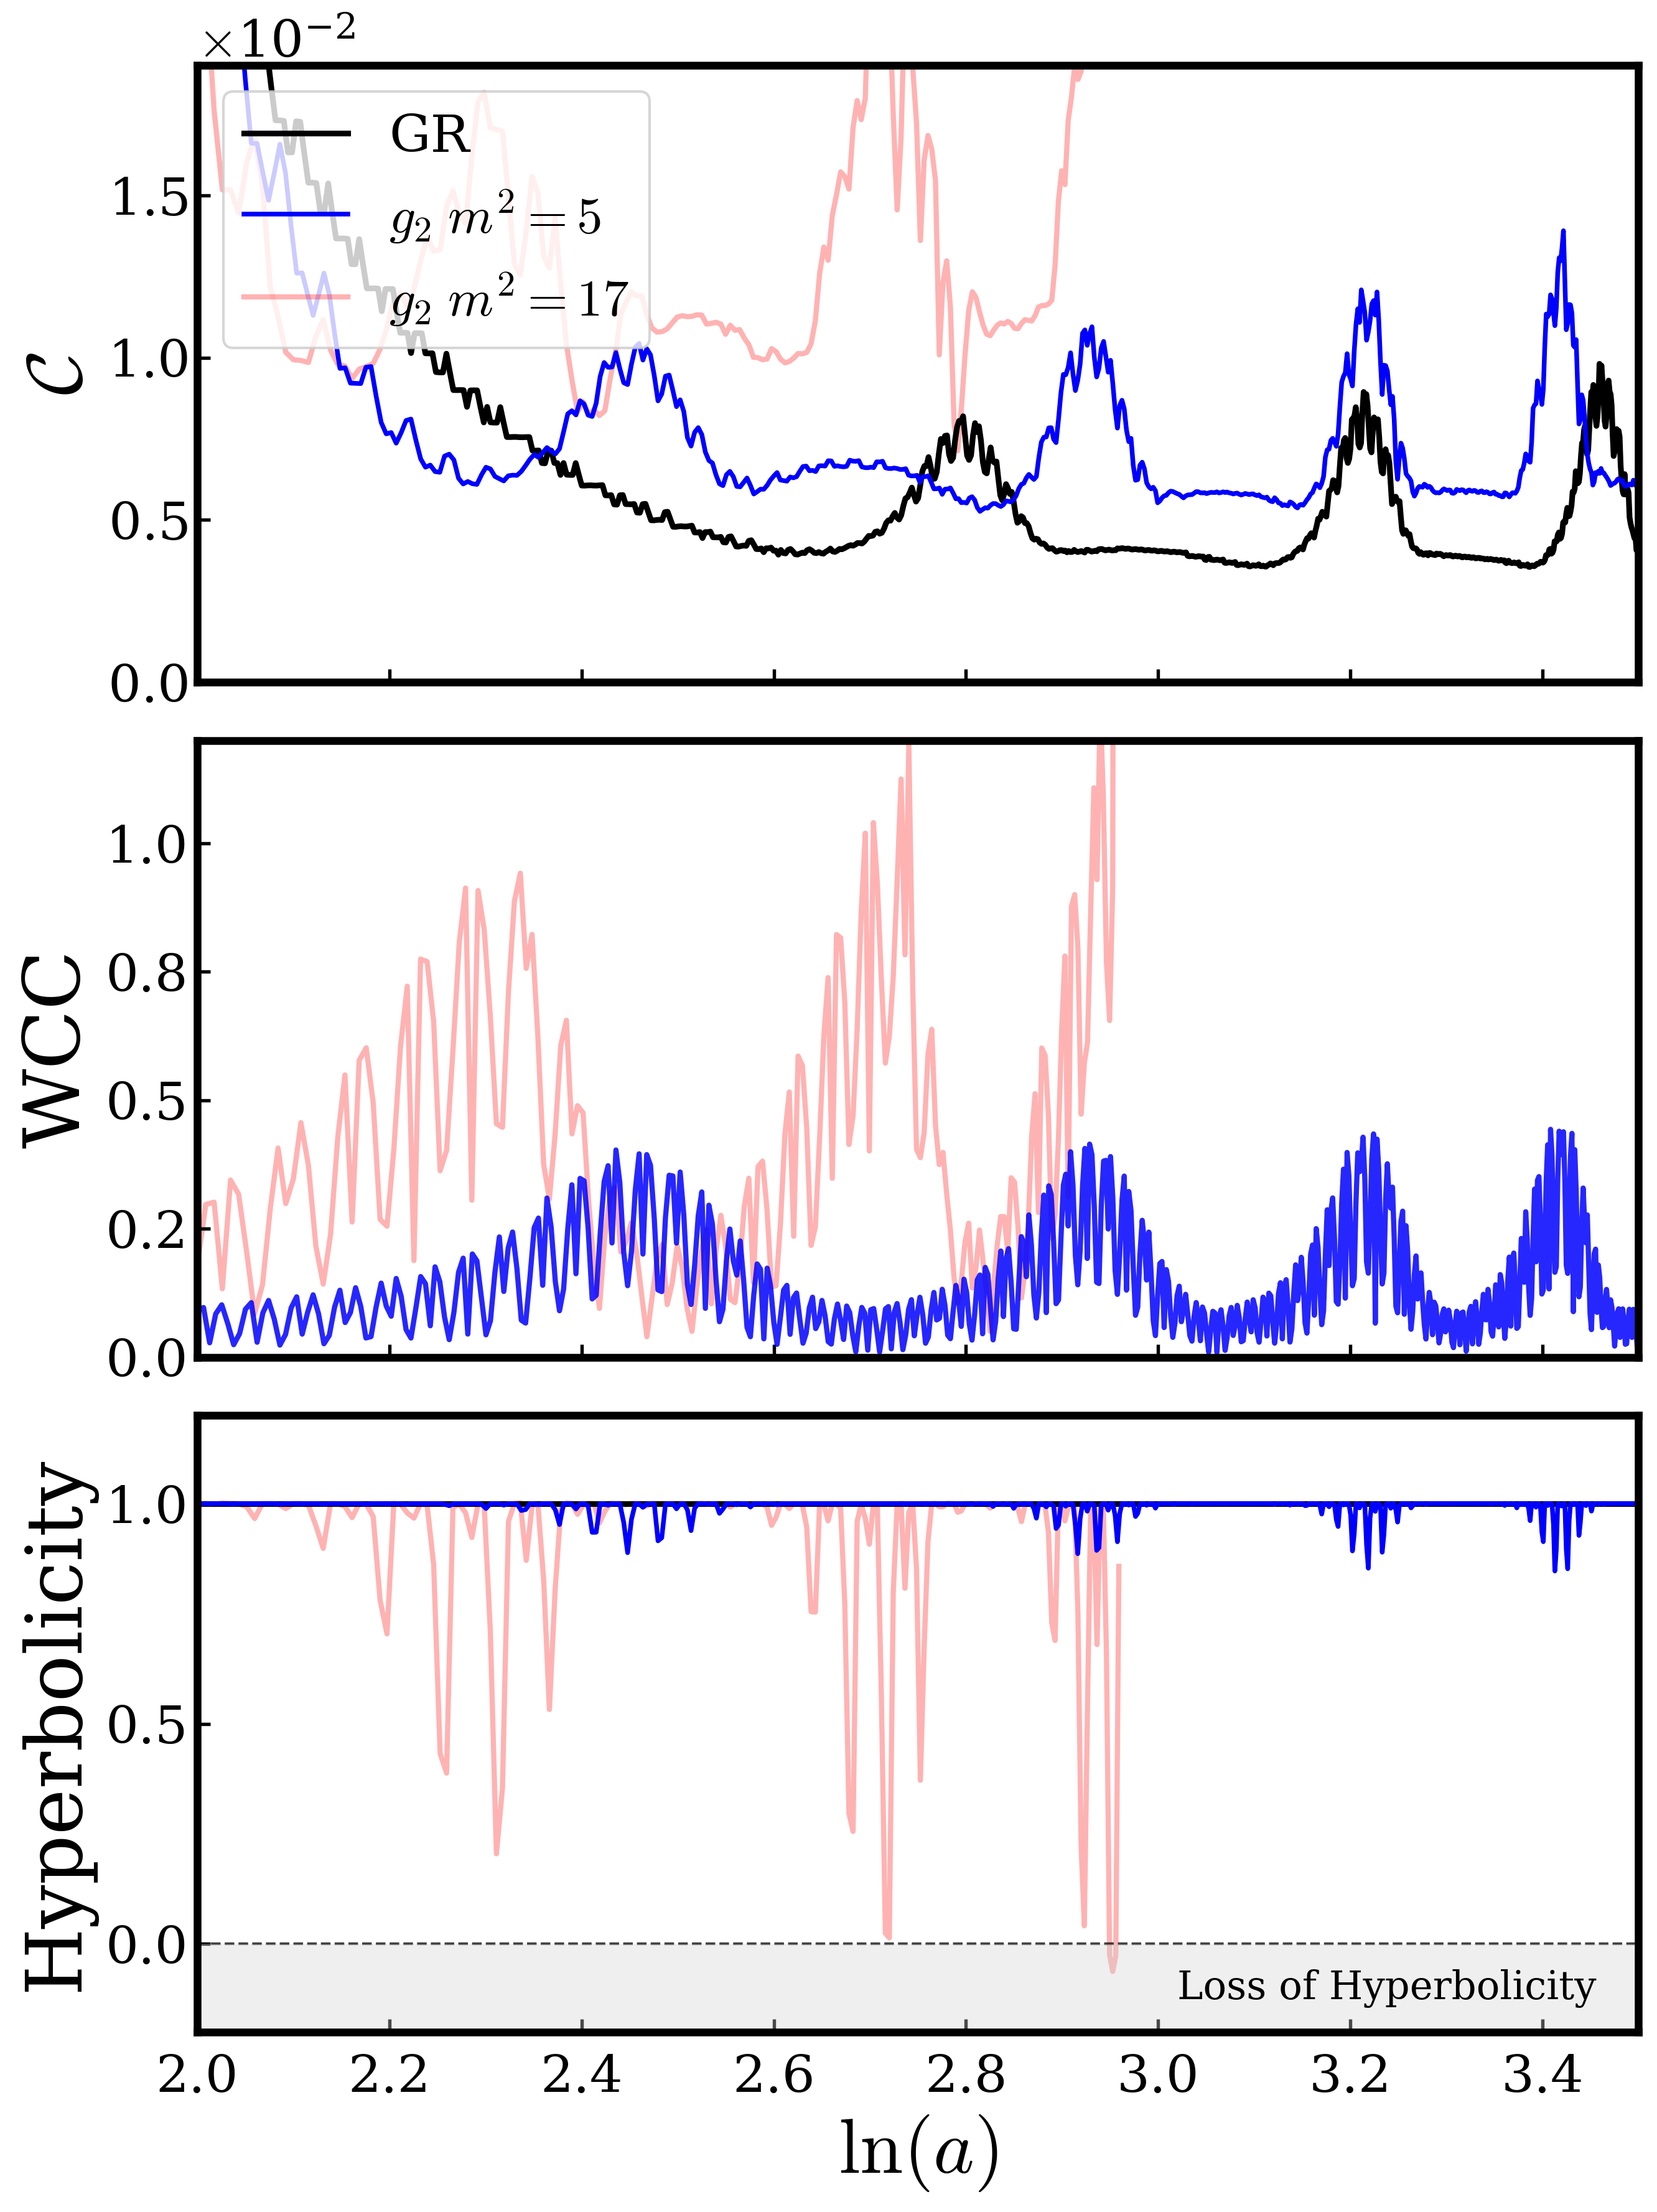 ×10⁻²
GR
g₂ m² = 5
g₂ m² = 17
𝒞
1.5
1.0
0.5
0.0
WCC
1.0
0.8
0.5
0.2
0.0
Hyperbolicity
1.0
0.5
0.0
Loss of Hyperbolicity
2.0 2.2 2.4 2.6 2.8 3.0 3.2 3.4
ln(a)